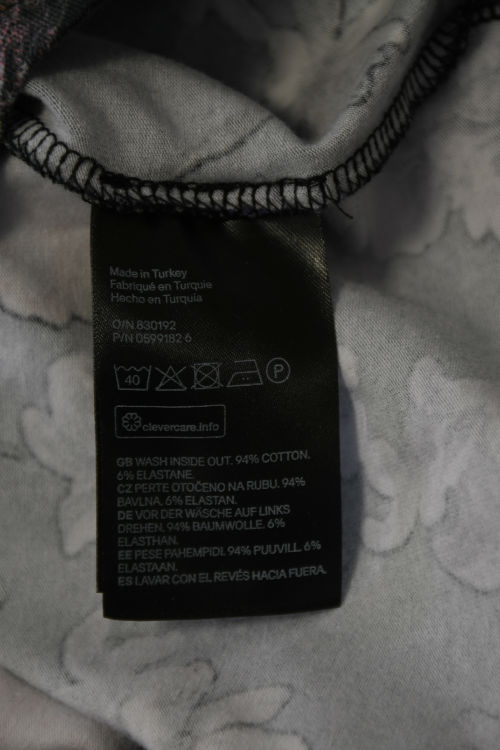 Made in Turkey
Fabriqué en Turquie
Hecho en Turquía
O/N 830192
P/N 0599182 6
40 P
clevercare.info
GB WASH INSIDE OUT. 94% COTTON.
6% ELASTANE.
CZ PERTE OTOČENO NA RUBU. 94%
BAVLNA. 6% ELASTAN.
DE VOR DER WÄSCHE AUF LINKS
DREHEN. 94% BAUMWOLLE. 6%
ELASTHAN.
EE PESE PAHEMPIDI. 94% PUUVILL. 6%
ELASTAAN.
ES LAVAR CON EL REVÉS HACIA FUERA.